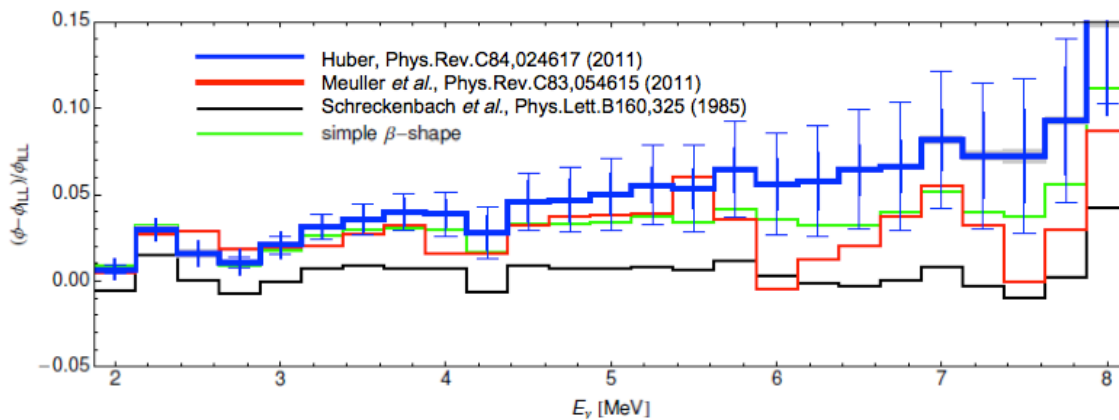 0.15
Huber, Phys.Rev.C84,024617 (2011)
Meuller et al., Phys.Rev.C83,054615 (2011)
0.10
Schreckenbach et al., Phys.Lett.B160,325 (1985)
simple β-shape
(ϕ-ϕILL)/ϕILL
0.05
0.00
-0.05
2 3 4 5 6 7 8
Eν [MeV]